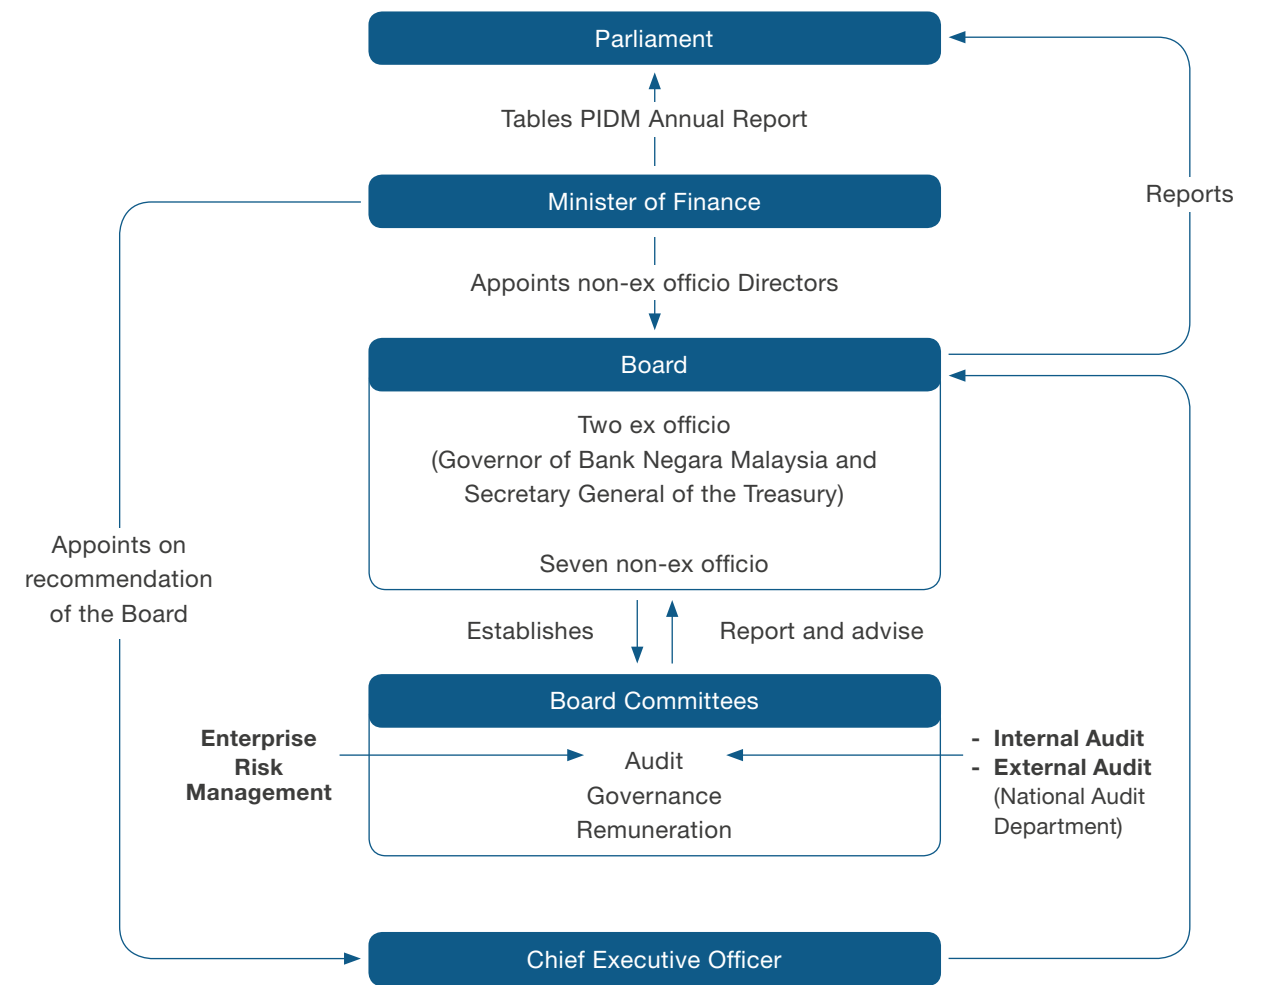 Parliament
Tables PIDM Annual Report
Minister of Finance
Reports
Appoints non-ex officio Directors
Board
Two ex officio
(Governor of Bank Negara Malaysia and
Secretary General of the Treasury)
Seven non-ex officio
Appoints on
recommendation
of the Board
Establishes
Report and advise
Board Committees
Enterprise
Risk
Management
Audit
Governance
Remuneration
- Internal Audit
- External Audit
(National Audit
Department)
Chief Executive Officer